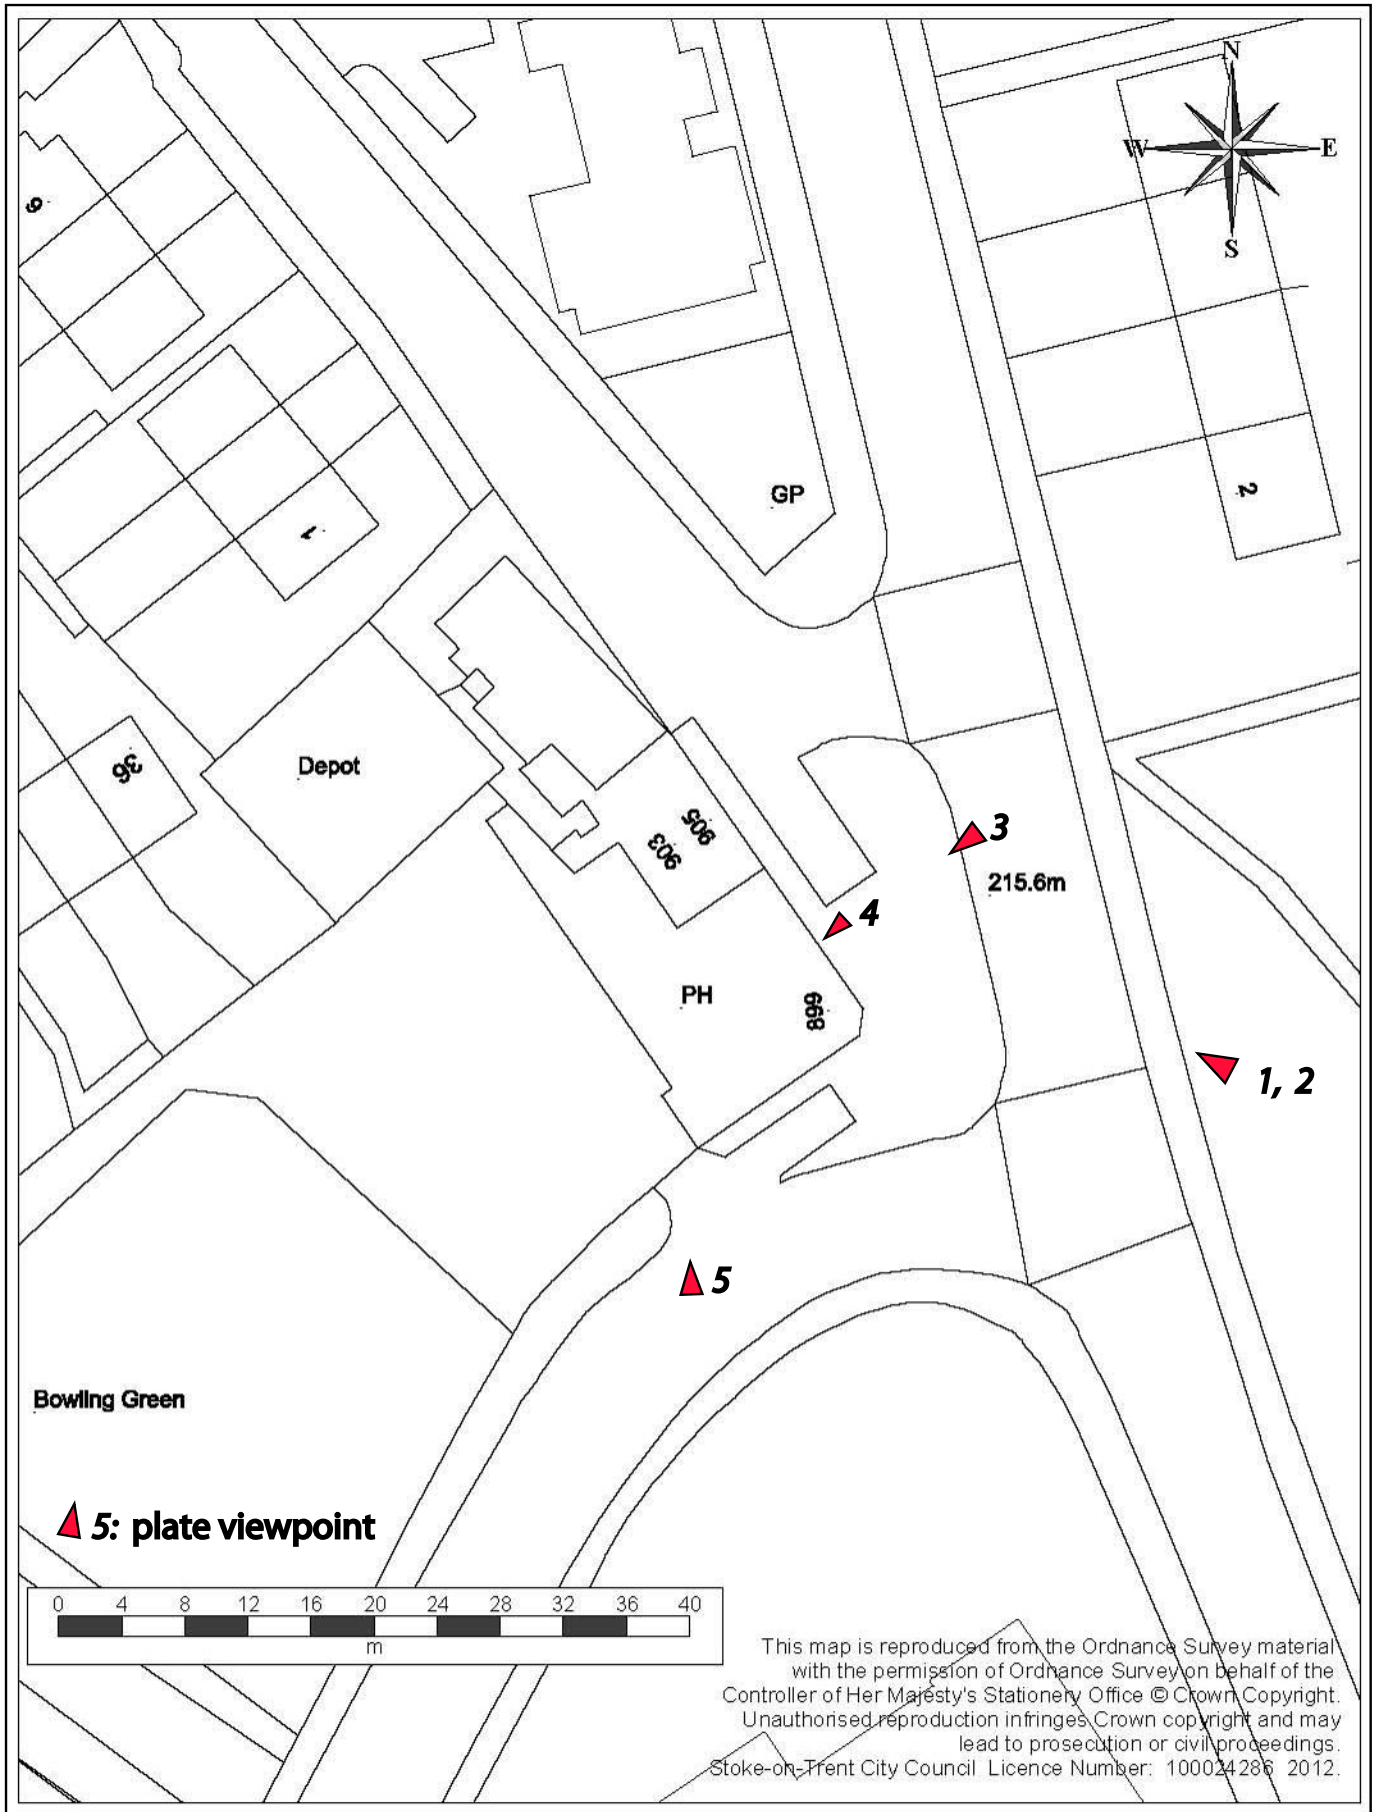 N
W E
S
9
GP
2
1
36
Depot
905
903
3
215.6m
4
PH
899
1, 2
5
Bowling Green
5: plate viewpoint
0 4 8 12 16 20 24 28 32 36 40
m
This map is reproduced from the Ordnance Survey material
with the permission of Ordnance Survey on behalf of the
Controller of Her Majesty's Stationery Office © Crown Copyright.
Unauthorised reproduction infringes Crown copyright and may
lead to prosecution or civil proceedings.
Stoke-on-Trent City Council Licence Number: 100024286 2012.